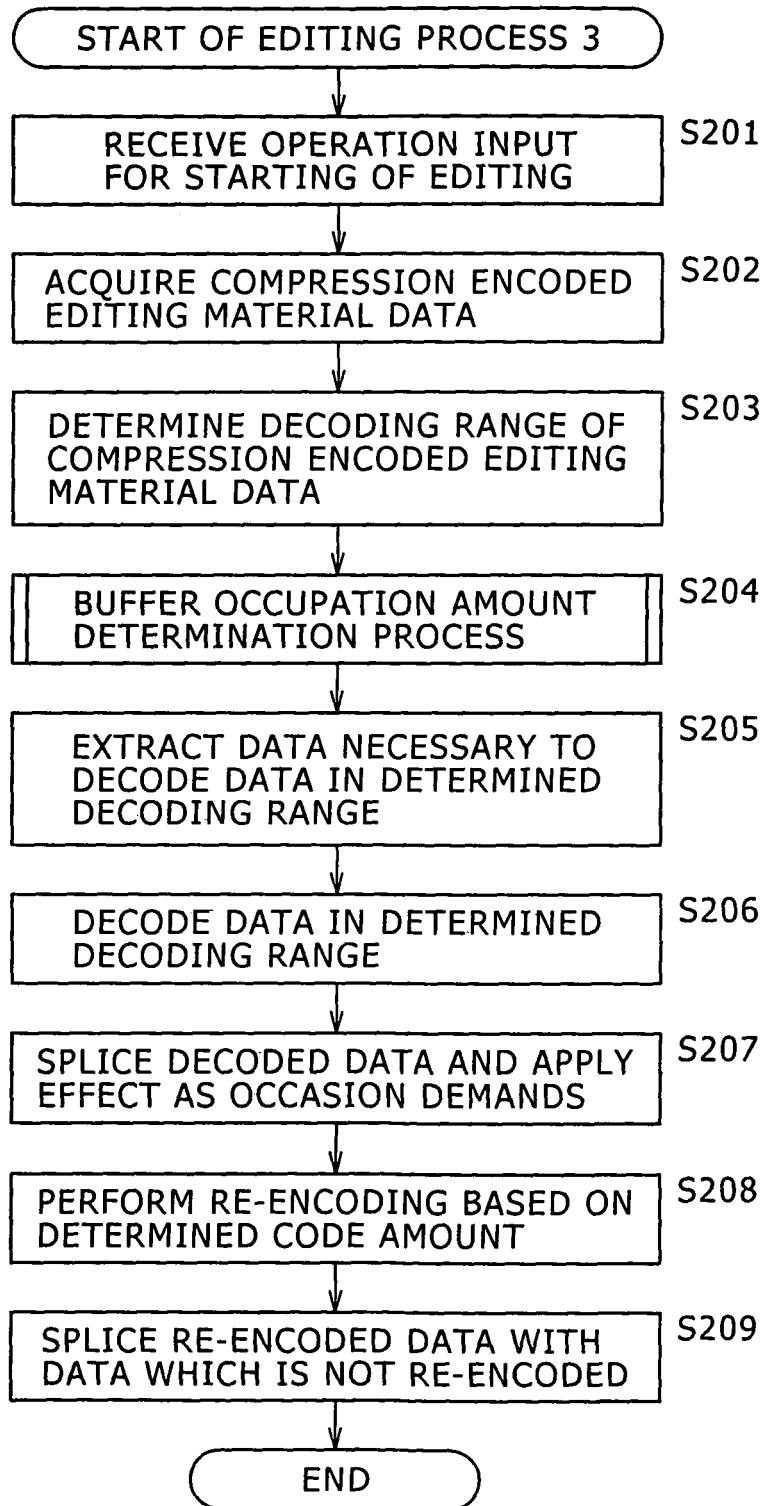 START OF EDITING PROCESS 3
S201
RECEIVE OPERATION INPUT
FOR STARTING OF EDITING
S202
ACQUIRE COMPRESSION ENCODED
EDITING MATERIAL DATA
S203
DETERMINE DECODING RANGE OF
COMPRESSION ENCODED EDITING
MATERIAL DATA
S204
BUFFER OCCUPATION AMOUNT
DETERMINATION PROCESS
S205
EXTRACT DATA NECESSARY TO
DECODE DATA IN DETERMINED
DECODING RANGE
S206
DECODE DATA IN DETERMINED
DECODING RANGE
S207
SPLICE DECODED DATA AND APPLY
EFFECT AS OCCASION DEMANDS
S208
PERFORM RE-ENCODING BASED ON
DETERMINED CODE AMOUNT
S209
SPLICE RE-ENCODED DATA WITH
DATA WHICH IS NOT RE-ENCODED
END